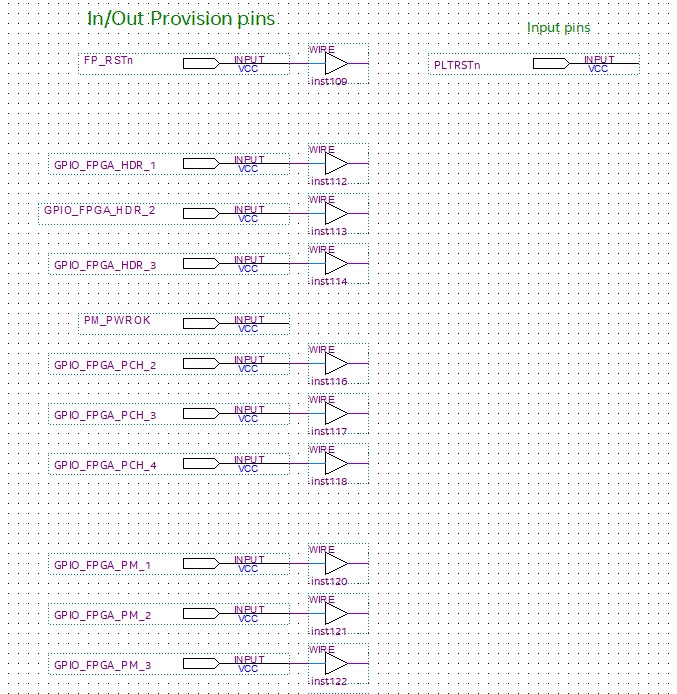 In/Out Provision pins
Input pins
FP_RSTn INPUT VCC WIRE inst109
PLTRSTn INPUT VCC
GPIO_FPGA_HDR_1 INPUT VCC WIRE inst112
GPIO_FPGA_HDR_2 INPUT VCC WIRE inst113
GPIO_FPGA_HDR_3 INPUT VCC WIRE inst114
PM_PWROK INPUT VCC
GPIO_FPGA_PCH_2 INPUT VCC WIRE inst116
GPIO_FPGA_PCH_3 INPUT VCC WIRE inst117
GPIO_FPGA_PCH_4 INPUT VCC WIRE inst118
GPIO_FPGA_PM_1 INPUT VCC WIRE inst120
GPIO_FPGA_PM_2 INPUT VCC WIRE inst121
GPIO_FPGA_PM_3 INPUT VCC WIRE inst122